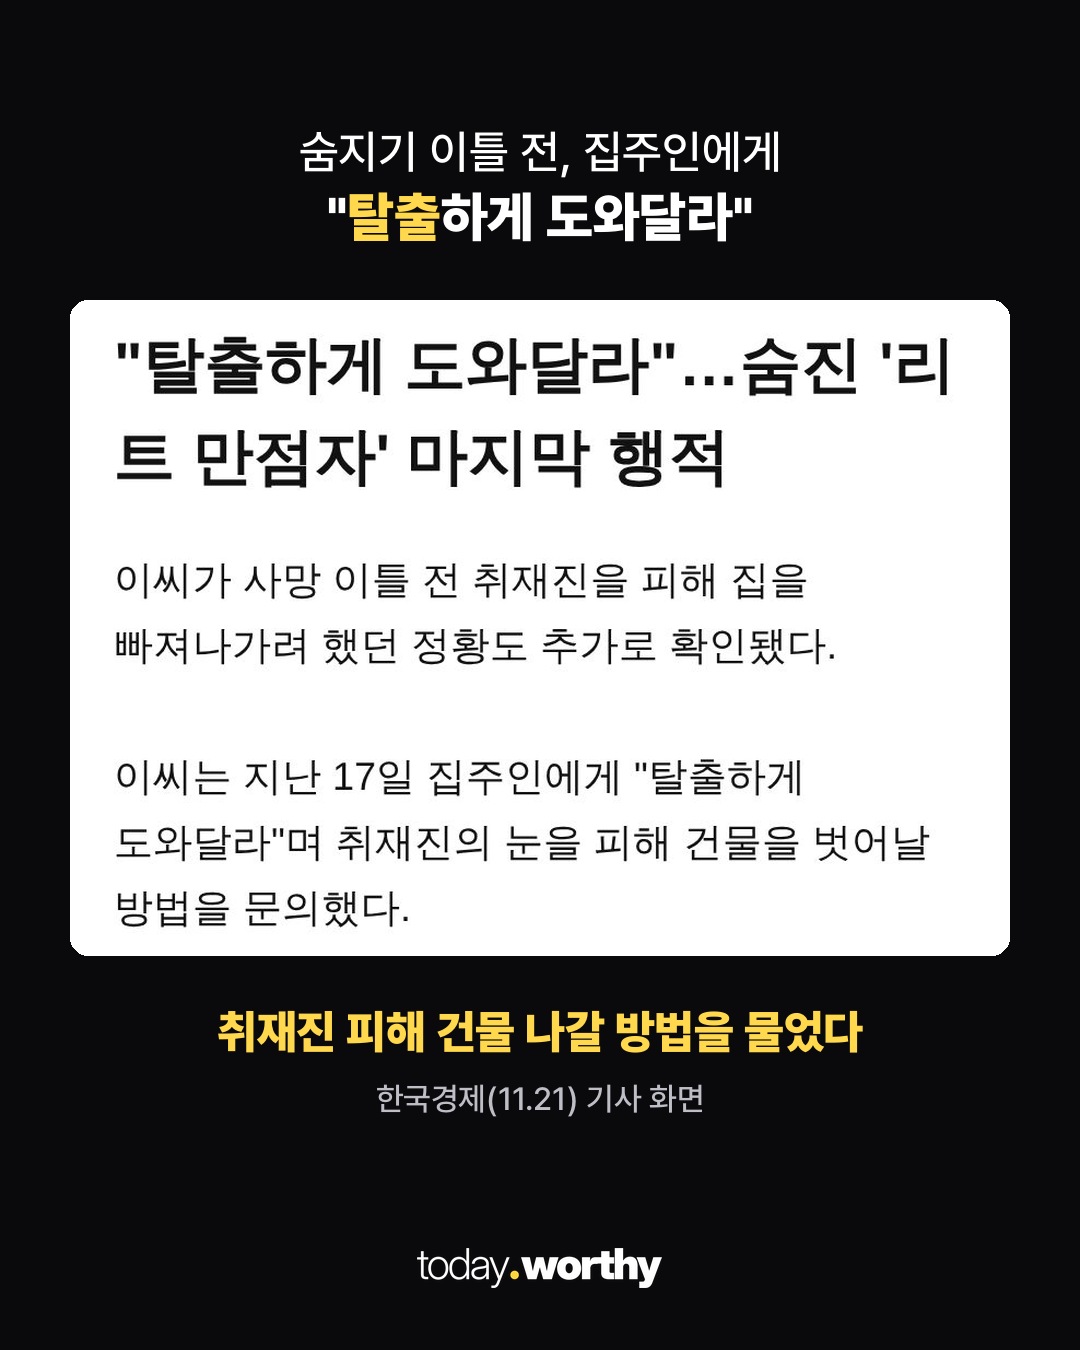 숨지기 이틀 전, 집주인에게
"탈출하게 도와달라"
"탈출하게 도와달라"...숨진 '리
트 만점자' 마지막 행적
이씨가 사망 이틀 전 취재진을 피해 집을
빠져나가려 했던 정황도 추가로 확인됐다.
이씨는 지난 17일 집주인에게 "탈출하게
도와달라"며 취재진의 눈을 피해 건물을 벗어날
방법을 문의했다.
취재진 피해 건물 나갈 방법을 물었다
한국경제(11.21) 기사 화면
today.worthy